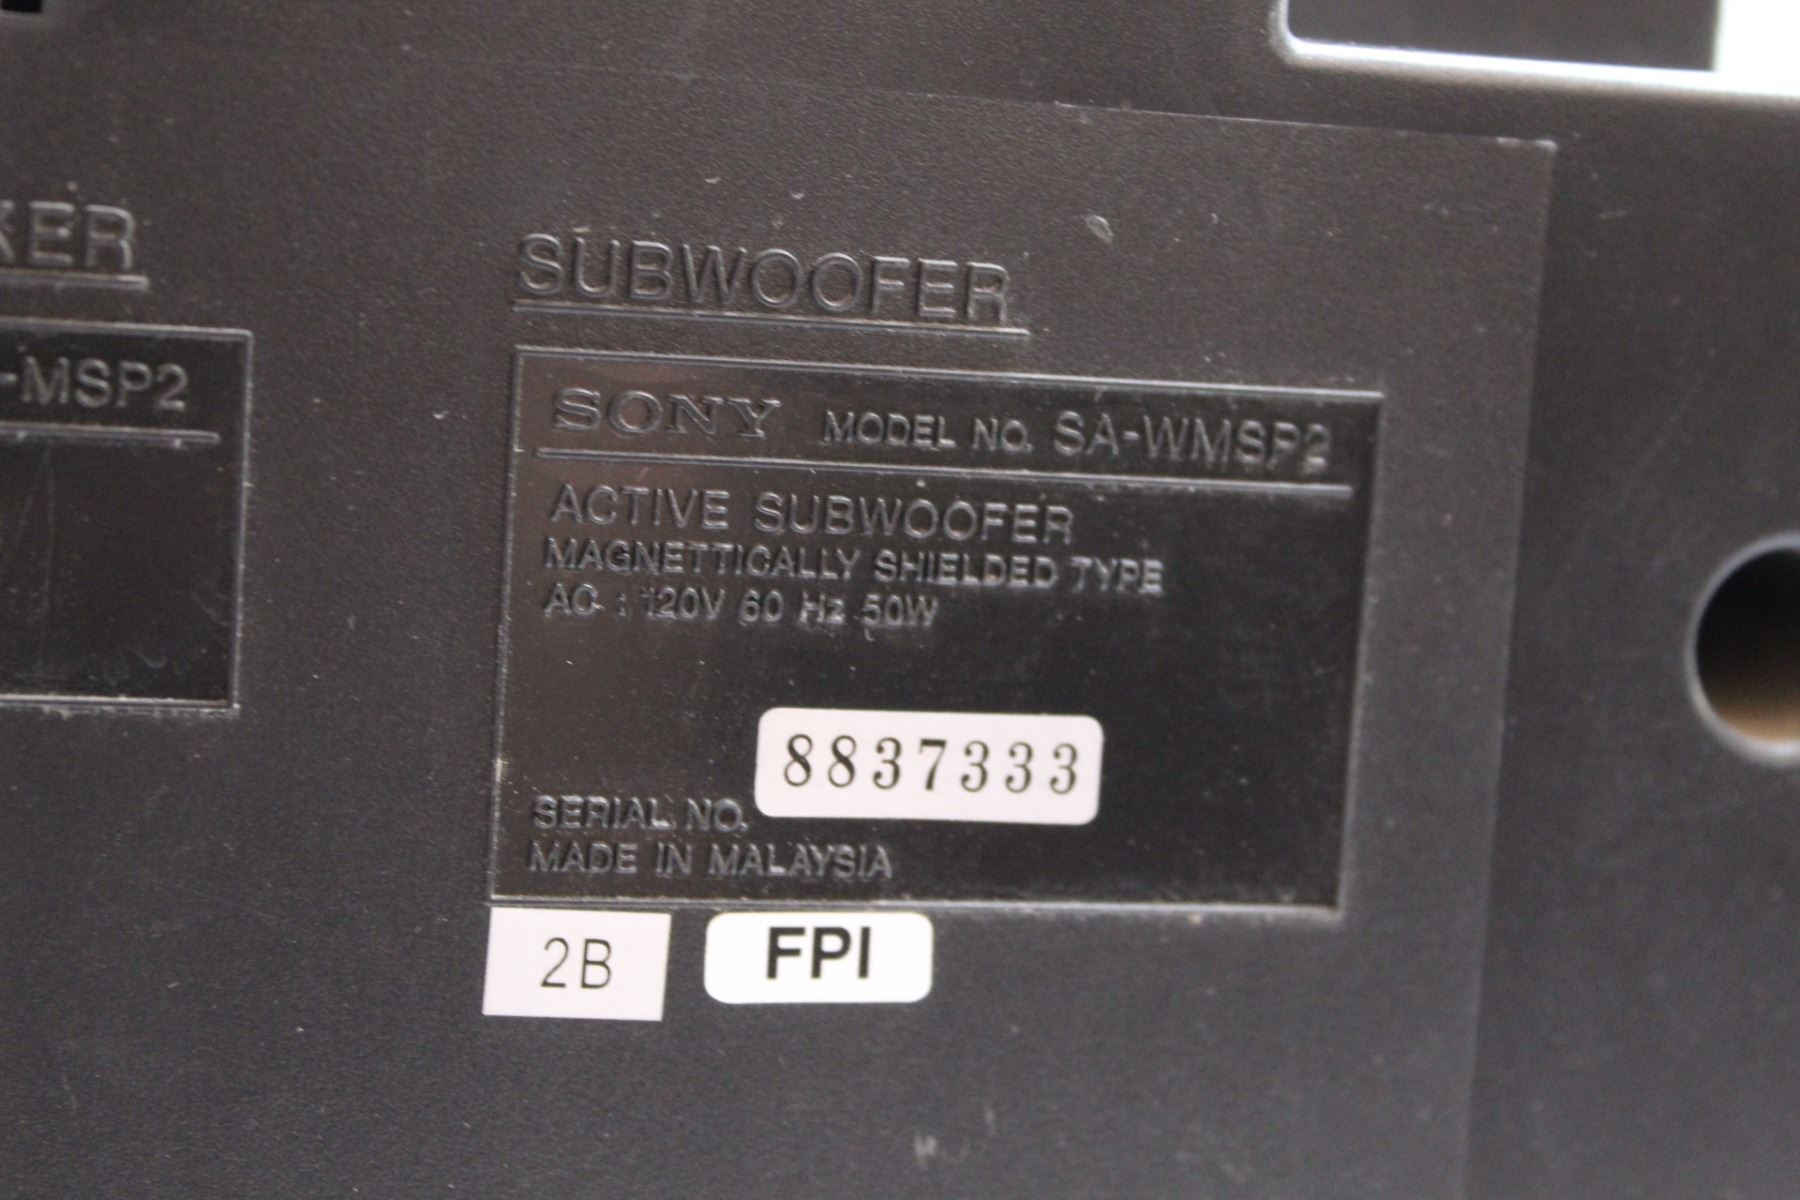 KER
-MSP2
SUBWOOFER
SONY MODEL NO. SA-WMSP2
ACTIVE SUBWOOFER
MAGNETTICALLY SHIELDED TYPE
AC : 120V 60 Hz 50W
8837333
SERIAL NO.
MADE IN MALAYSIA
2B
FPI